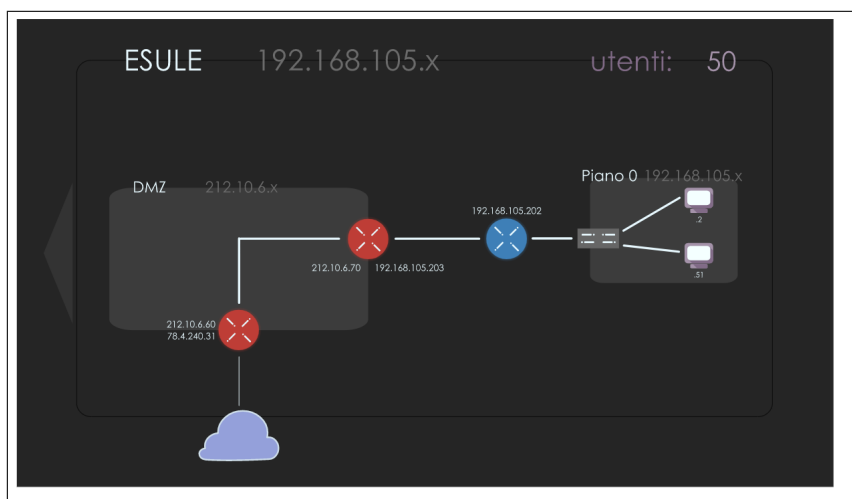 ESULE 192.168.105.x utenti: 50
DMZ 212.10.6.x
Piano 0 192.168.105.x
192.168.105.202
.2
212.10.6.70 192.168.105.203
.51
212.10.6.60
78.4.240.31